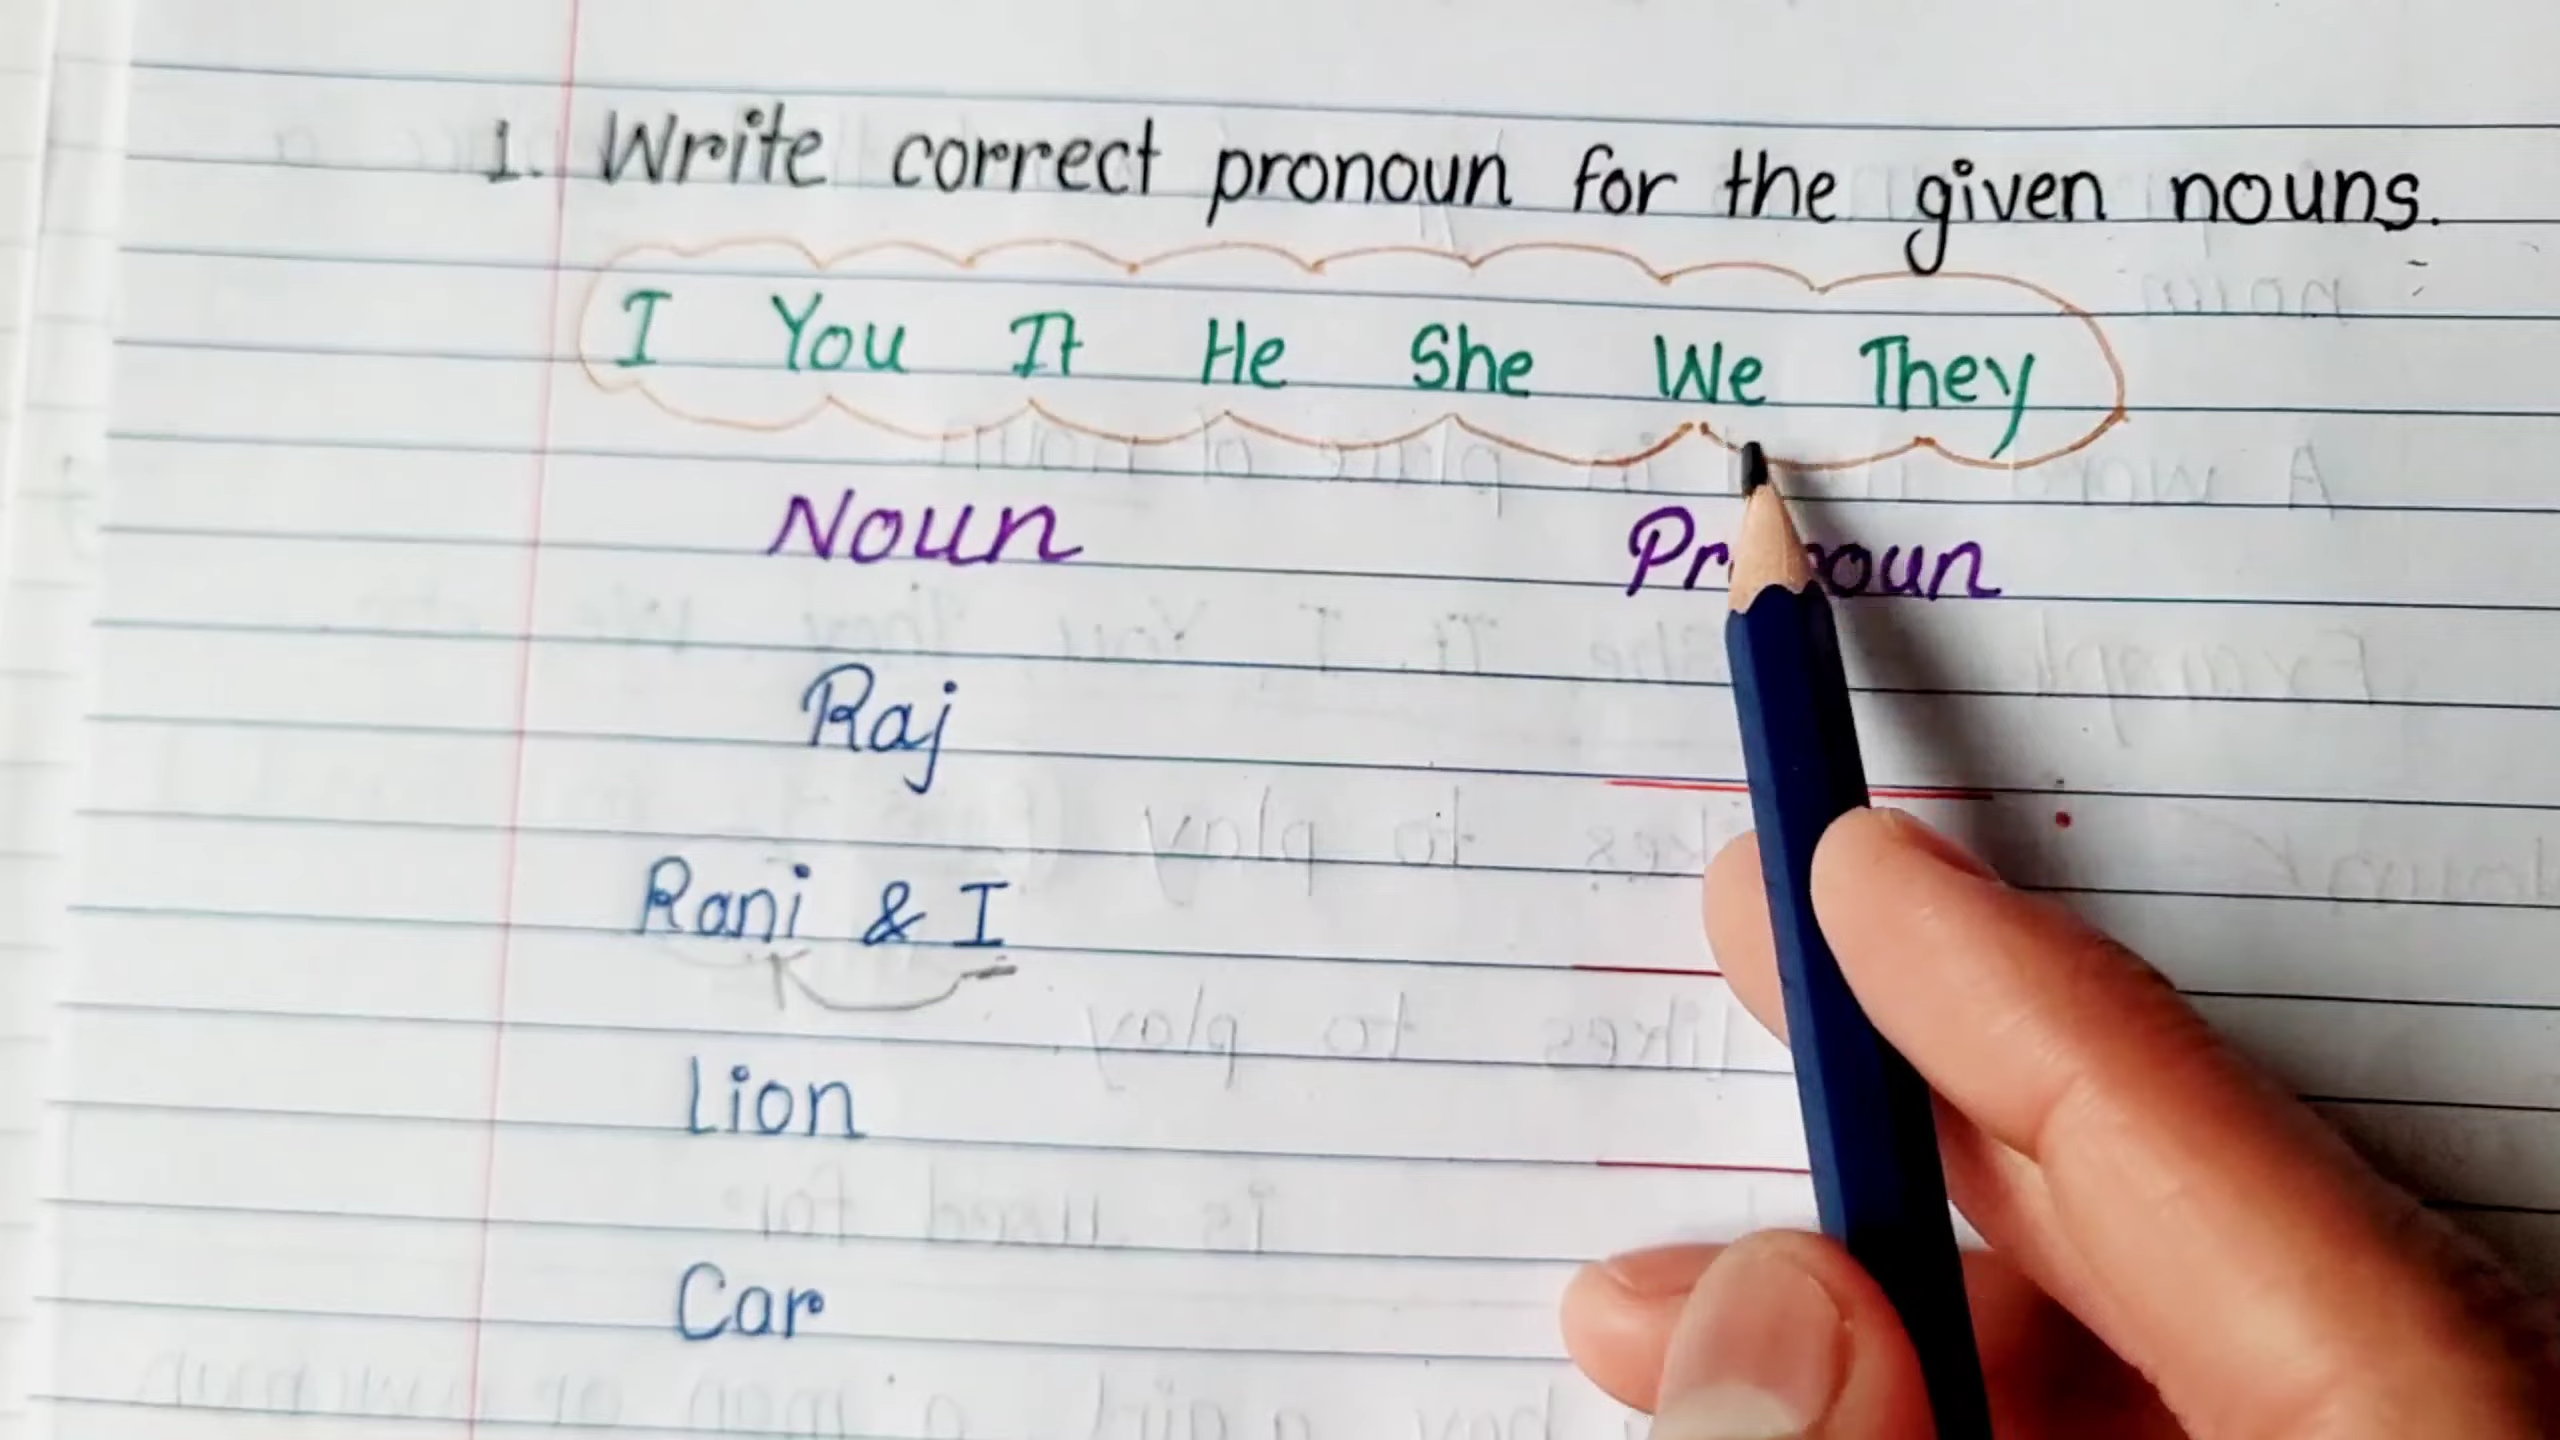 1. Write correct pronoun for the given nouns.
I You It He She We They
Noun
Raj
Rani & I
Lion
Car